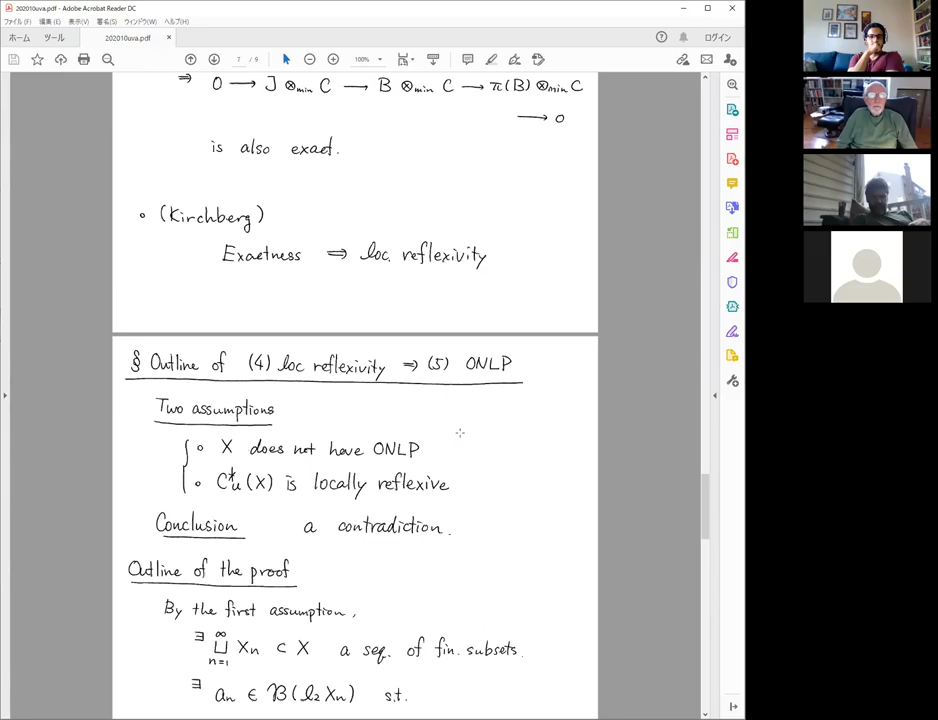 202010uva.pdf - Adobe Acrobat Reader DC
ファイル(F) 編集(E) 表示(V) 署名(S) ウィンドウ(W) ヘルプ(H)
ホーム ツール 202010uva.pdf × ログイン
7 / 9 100%
⇒ 0 → J ⊗min C → B ⊗min C → π(B) ⊗min C
→ 0
is also exact.
∘ (Kirchberg)
Exactness ⇒ loc. reflexivity
§ Outline of (4) loc reflexivity ⇒ (5) ONLP
Two assumptions
∘ X does not have ONLP
∘ C*u(X) is locally reflexive
Conclusion a contradiction.
Outline of the proof
By the first assumption,
∃ ∞⊔n=1 Xn ⊂ X a seq. of fin. subsets.
∃ an ∈ B(l2 Xn) s.t.